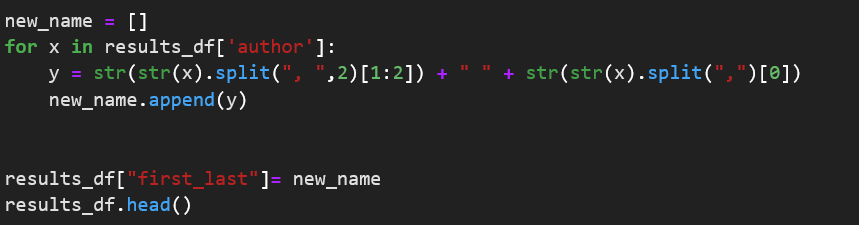 new_name = []
for x in results_df['author']:
    y = str(str(x).split(", ",2)[1:2]) + " " + str(str(x).split(",")[0])
    new_name.append(y)
results_df["first_last"]= new_name
results_df.head()